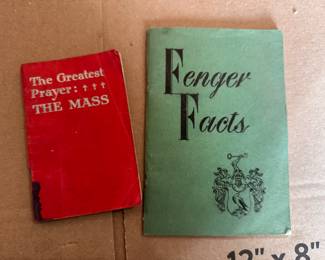 The Greatest
Prayer: †††
THE MASS
Fenger
Facts
12" x 8"